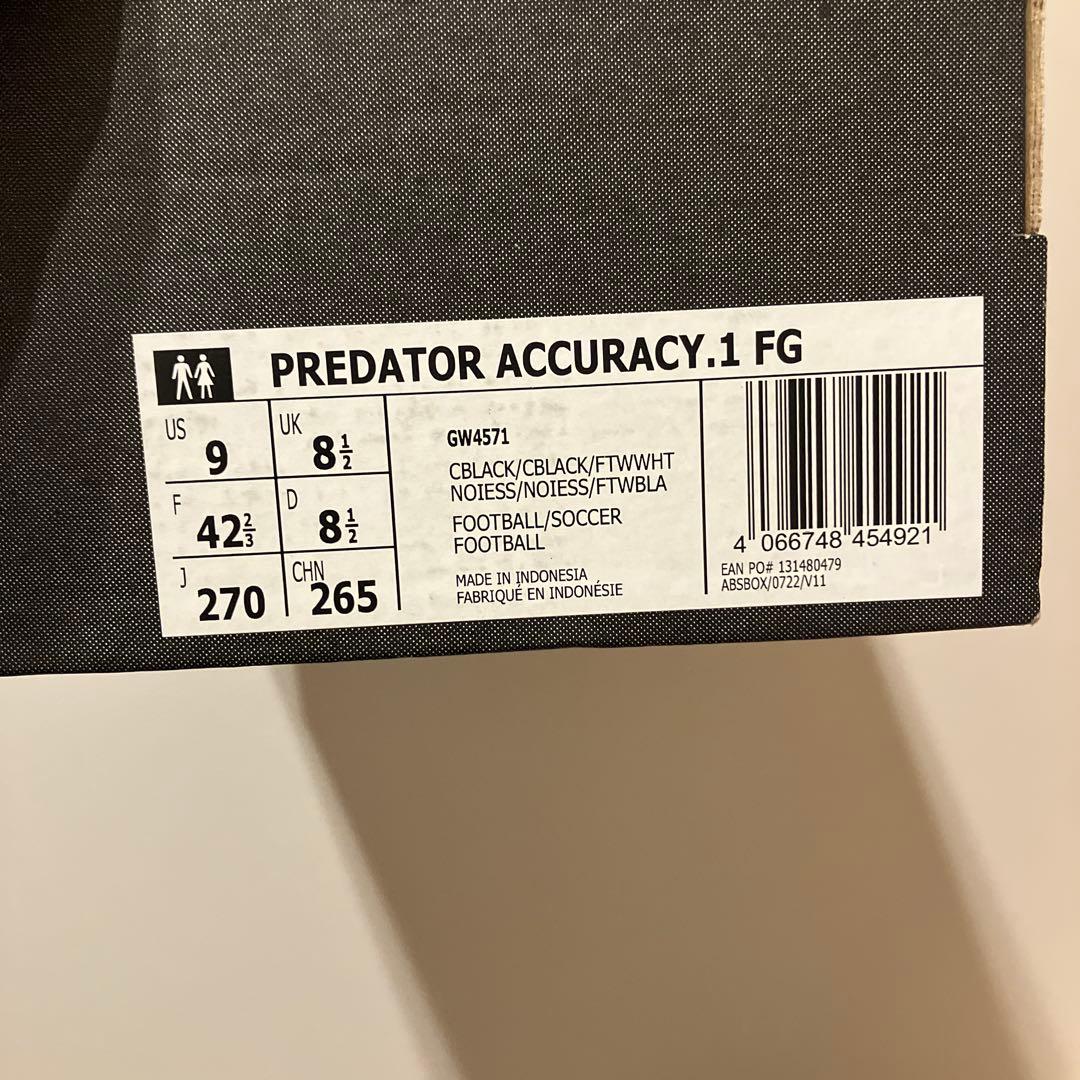 PREDATOR ACCURACY.1 FG
US 9
UK 8 1/2
F 42 2/3
D 8 1/2
J 270
CHN 265
GW4571
CBLACK/CBLACK/FTWWHT
NOIESS/NOIESS/FTWBLA
FOOTBALL/SOCCER
FOOTBALL
MADE IN INDONESIA
FABRIQUÉ EN INDONÉSIE
4 066748 454921
EAN PO# 131480479
ABSBOX/0722/V11